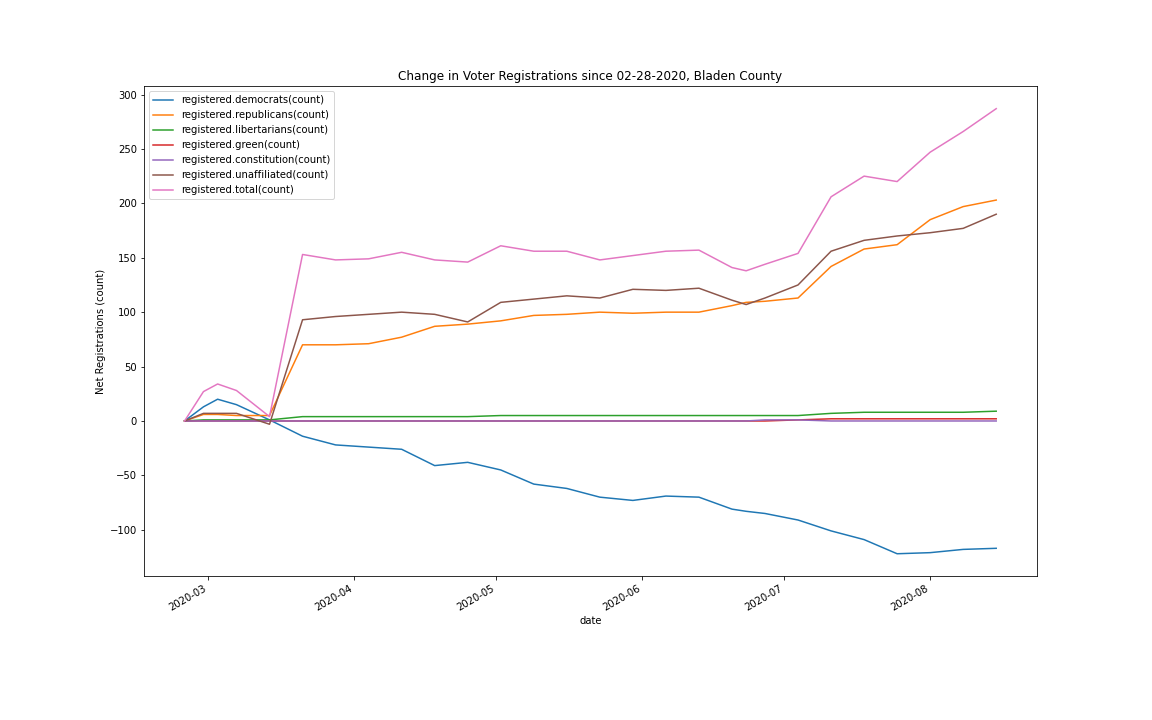 Change in Voter Registrations since 02-28-2020, Bladen County
registered.democrats(count)
registered.republicans(count)
registered.libertarians(count)
registered.green(count)
registered.constitution(count)
registered.unaffiliated(count)
registered.total(count)
Net Registrations (count)
300
250
200
150
100
50
0
−50
−100
2020-03
2020-04
2020-05
2020-06
2020-07
2020-08
date